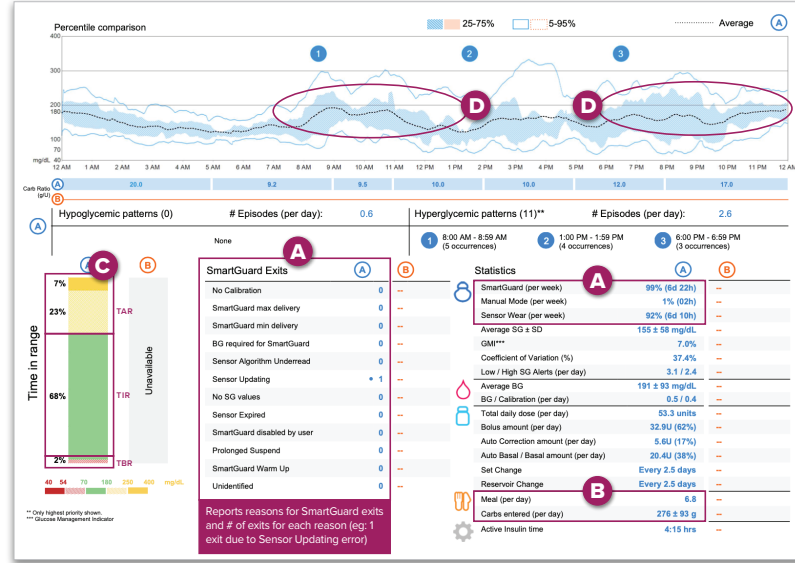 Percentile comparison
25-75%
5-95%
Average
A
400
300
200
180
100
70
mg/dL 40
1
2
3
D
D
12 AM 1 AM 2 AM 3 AM 4 AM 5 AM 6 AM 7 AM 8 AM 9 AM 10 AM 11 AM 12 PM 1 PM 2 PM 3 PM 4 PM 5 PM 6 PM 7 PM 8 PM 9 PM 10 PM 11 PM 12 AM
Carb Ratio (g/U)
A 20.0 9.2 9.5 10.0 10.0 12.0 17.0
B
A
Hypoglycemic patterns (0) # Episodes (per day): 0.6
Hyperglycemic patterns (11)** # Episodes (per day): 2.6
None
1 8:00 AM - 8:59 AM (5 occurrences)
2 1:00 PM - 1:59 PM (4 occurrences)
3 6:00 PM - 6:59 PM (3 occurrences)
C
B
Time in range
7%
23%
68%
2%
TAR
TIR
TBR
Unavailable
40 54 70 180 250 400 mg/dL
** Only highest priority shown.
*** Glucose Management Indicator
A
SmartGuard Exits A B
No Calibration 0 --
SmartGuard max delivery 0 --
SmartGuard min delivery 0 --
BG required for SmartGuard 0 --
Sensor Algorithm Underread 0 --
Sensor Updating 1 --
No SG values 0 --
Sensor Expired 0 --
SmartGuard disabled by user 0 --
Prolonged Suspend 0 --
SmartGuard Warm Up 0 --
Unidentified 0 --
Reports reasons for SmartGuard exits
and # of exits for each reason (eg: 1
exit due to Sensor Updating error)
Statistics A B
A
SmartGuard (per week) 99% (6d 22h) --
Manual Mode (per week) 1% (02h) --
Sensor Wear (per week) 92% (6d 10h) --
Average SG ± SD 155 ± 58 mg/dL --
GMI*** 7.0% --
Coefficient of Variation (%) 37.4% --
Low / High SG Alerts (per day) 3.1 / 2.4 --
Average BG 191 ± 93 mg/dL --
BG / Calibration (per day) 0.5 / 0.4 --
Total daily dose (per day) 53.3 units --
Bolus amount (per day) 32.9U (62%) --
Auto Correction amount (per day) 5.6U (17%) --
Auto Basal / Basal amount (per day) 20.4U (38%) --
Set Change Every 2.5 days --
Reservoir Change Every 2.5 days --
B
Meal (per day) 6.8 --
Carbs entered (per day) 276 ± 93 g --
Active Insulin time 4:15 hrs --